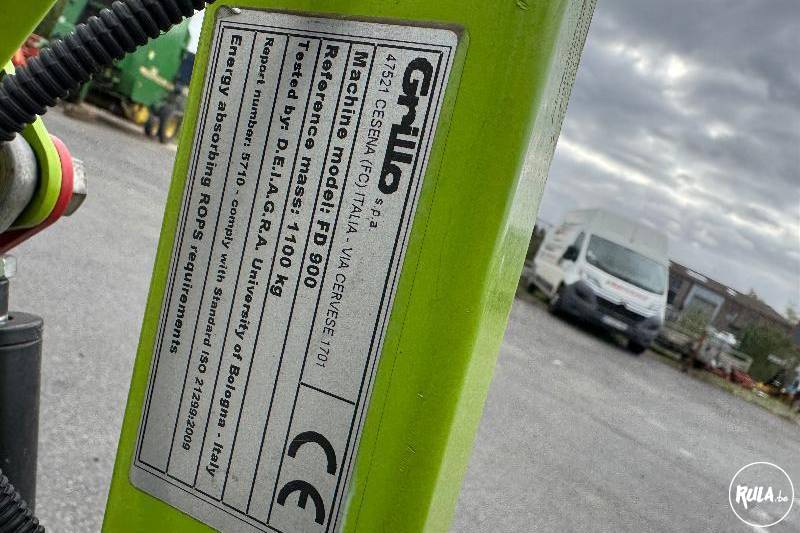 Grillo s.p.a.
47521 CESENA (FC) ITALIA - VIA CERVESE 1701
Machine model: FD 900
Reference mass: 1100 kg
Tested by: D.E.I.A.G.R.A. University of Bologna - Italy
Report number: 5710 - comply with Standard ISO 21299:2009
Energy absorbing ROPS requirements
CE
RULA.be